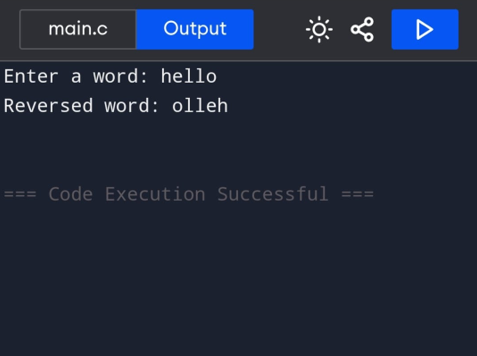 main.c Output
Enter a word: hello
Reversed word: olleh
=== Code Execution Successful ===